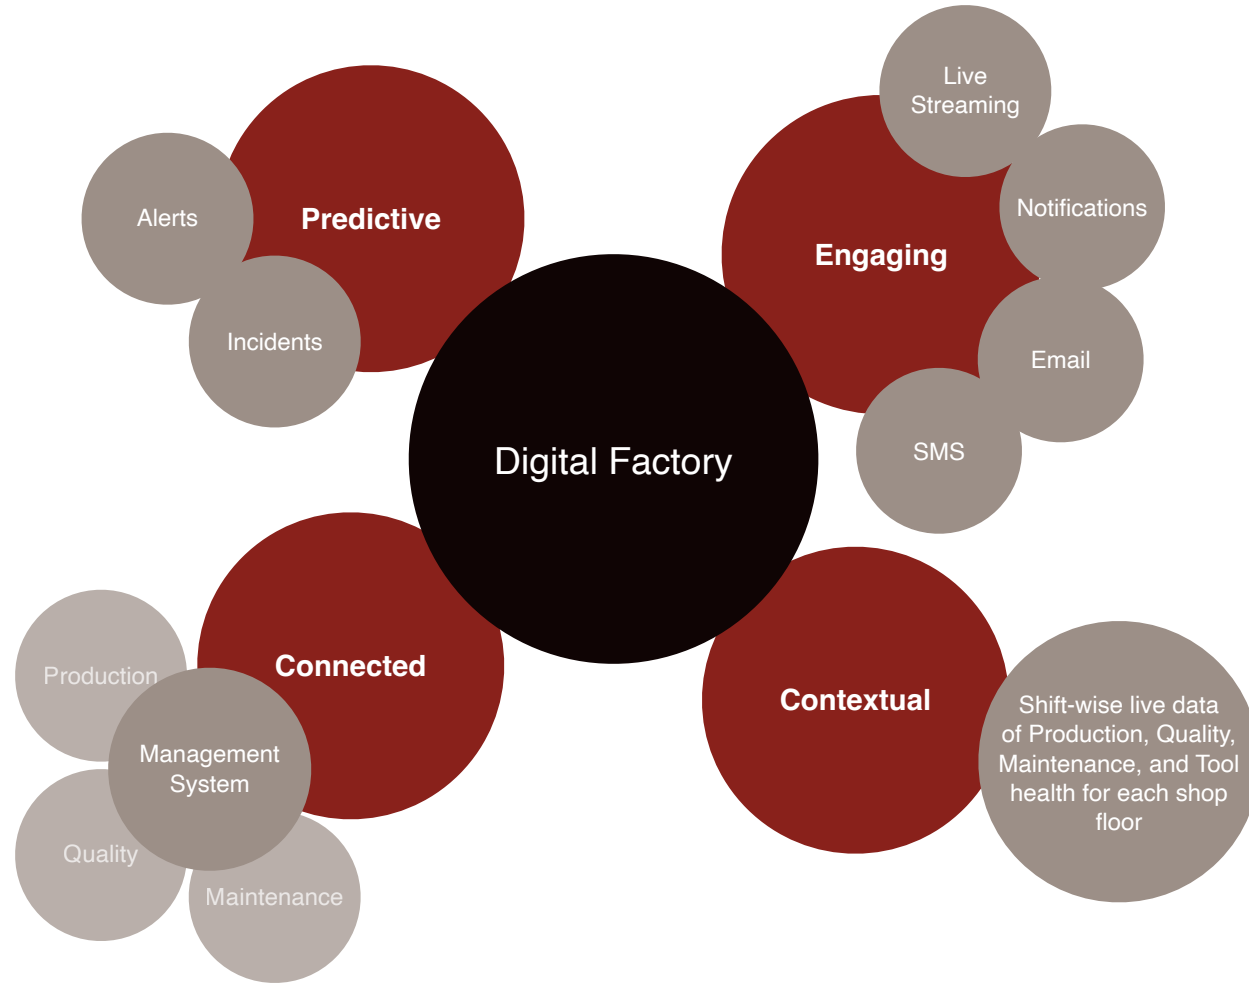 Live
Streaming
Alerts
Predictive
Notifications
Engaging
Incidents
Email
SMS
Digital Factory
Production
Connected
Management
System
Quality
Maintenance
Contextual
Shift-wise live data
of Production, Quality,
Maintenance, and Tool
health for each shop
floor